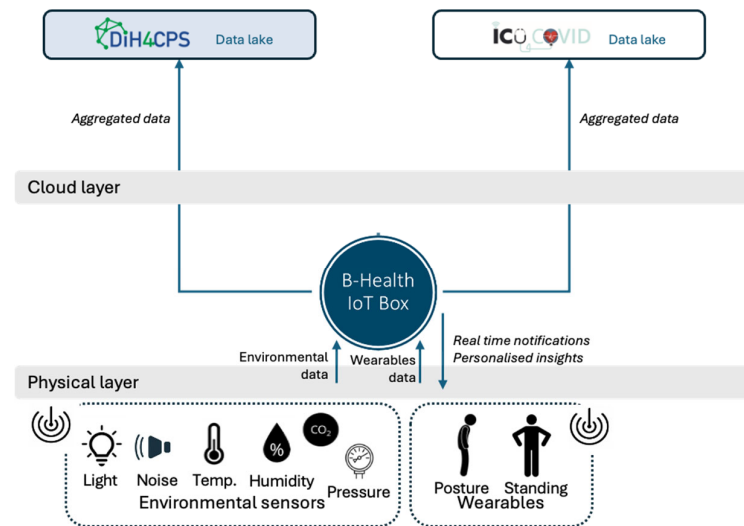 DiH4CPS Data lake
icu COVID Data lake
Aggregated data
Aggregated data
Cloud layer
B-Health
IoT Box
Real time notifications
Personalised insights
Environmental
data
Wearables
data
Physical layer
CO₂
%
Light
Noise
Temp.
Humidity
Pressure
Environmental sensors
Posture
Standing
Wearables